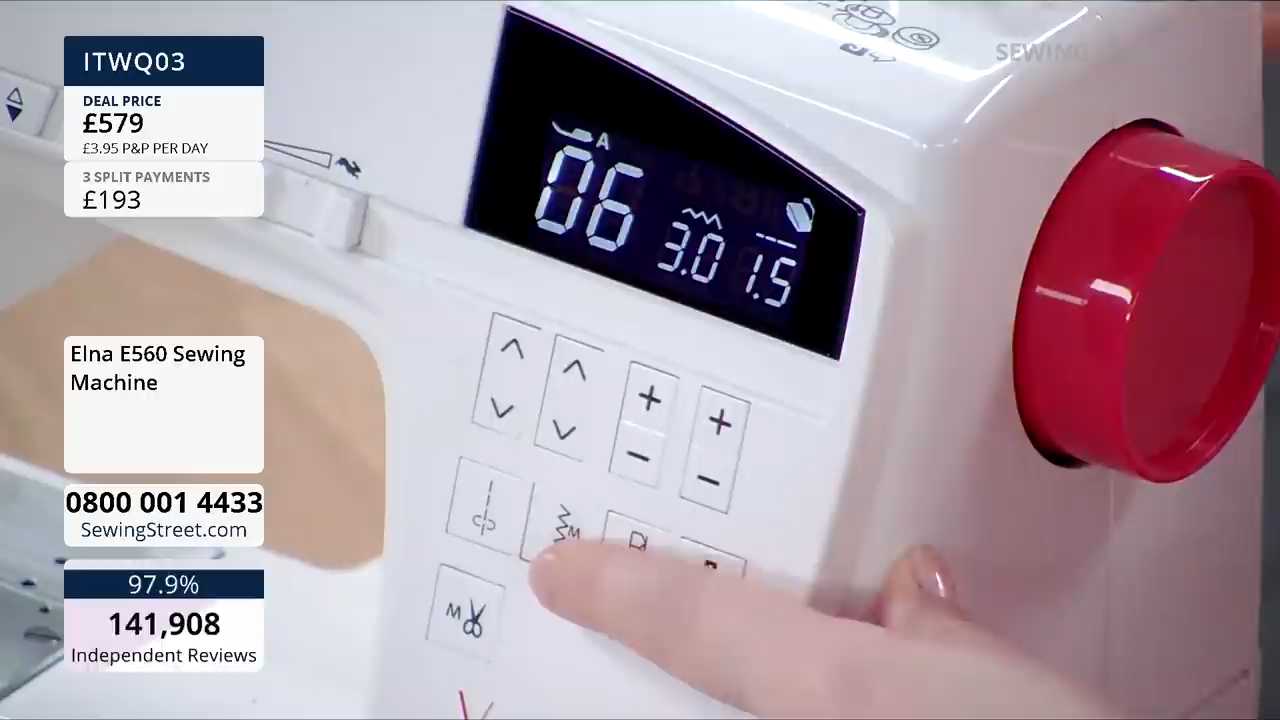 ITWQ03
DEAL PRICE
£579
£3.95 P&P PER DAY
3 SPLIT PAYMENTS
£193
Elna E560 Sewing
Machine
0800 001 4433
SewingStreet.com
97.9%
141,908
Independent Reviews
SEWING
A
06
3.0
1.5
M
M